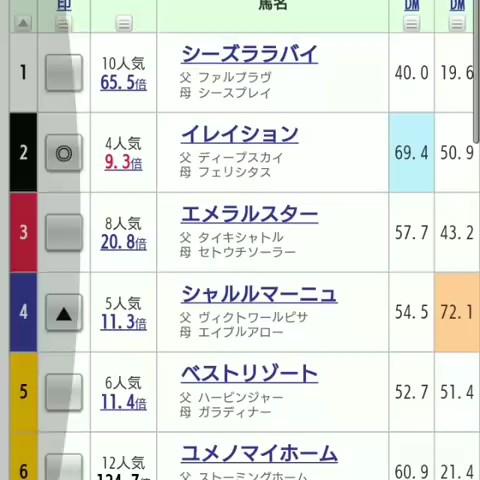 印 馬名 DM DM
1
10人気
65.5倍
シーズララバイ
父 ファルブラヴ
母 シースプレイ
40.0 19.6
2
◎
4人気
9.3倍
イレイション
父 ディープスカイ
母 フェリシタス
69.4 50.9
3
8人気
20.8倍
エメラルスター
父 タイキシャトル
母 セトウチソーラー
57.7 43.2
4
▲
5人気
11.3倍
シャルルマーニュ
父 ヴィクトワールピサ
母 エイブルアロー
54.5 72.1
5
6人気
11.4倍
ベストリゾート
父 ハービンジャー
母 ガラディナー
52.7 51.4
6
12人気
ユメノマイホーム
父 ストーミングホーム
60.9 21.4